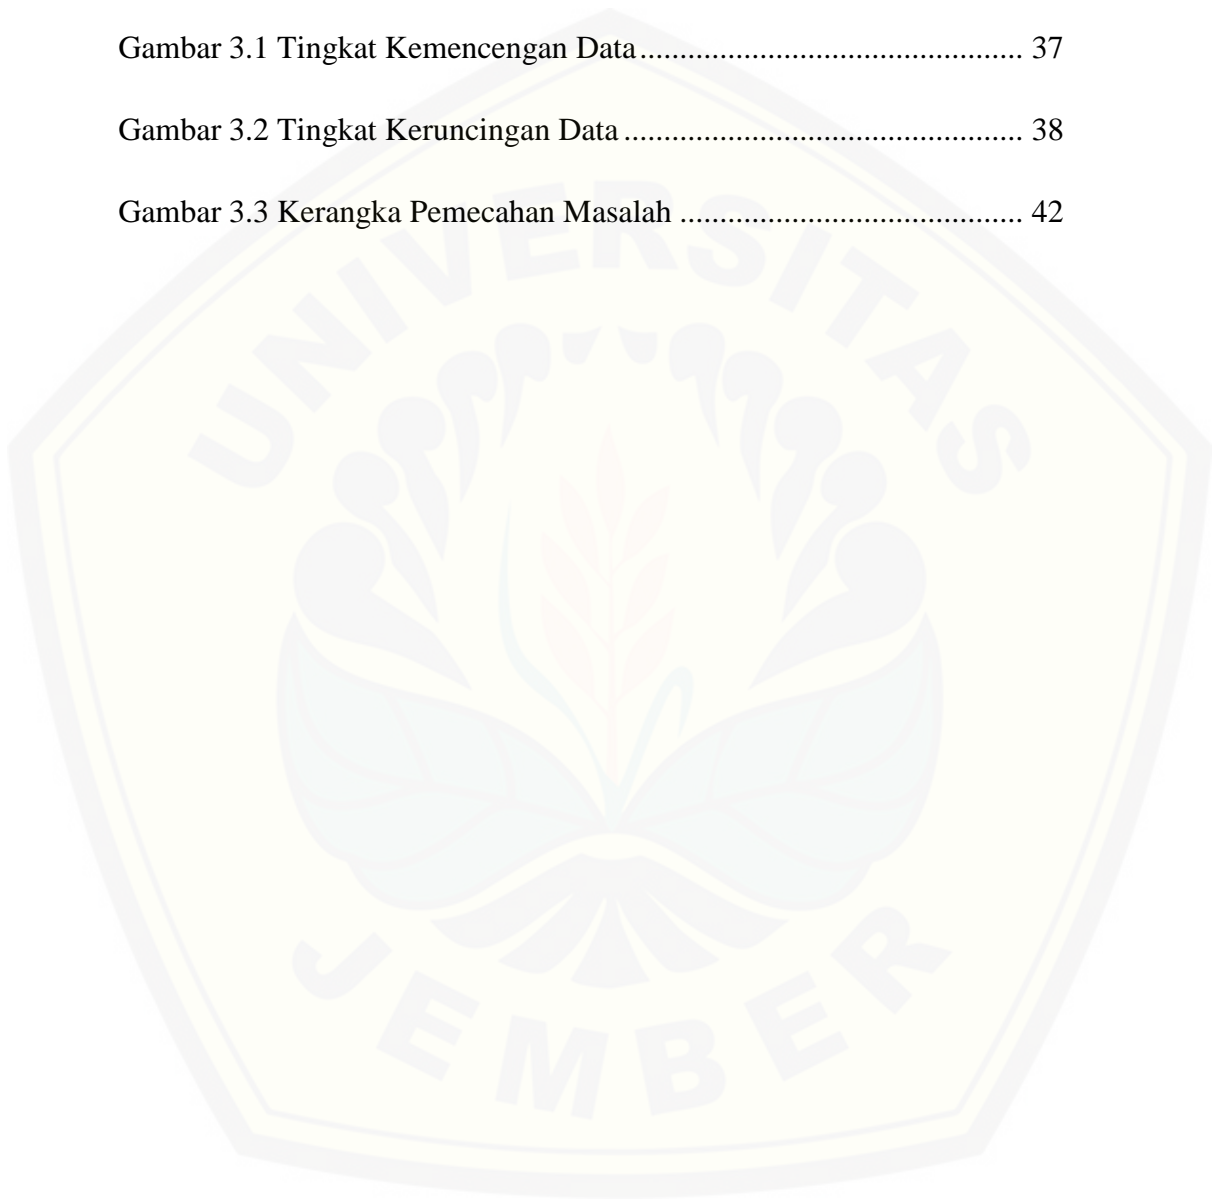 Gambar 3.1 Tingkat Kemencengan Data................................................ 37
Gambar 3.2 Tingkat Keruncingan Data.................................................. 38
Gambar 3.3 Kerangka Pemecahan Masalah ........................................... 42
UNIVERSITAS
JEMBER